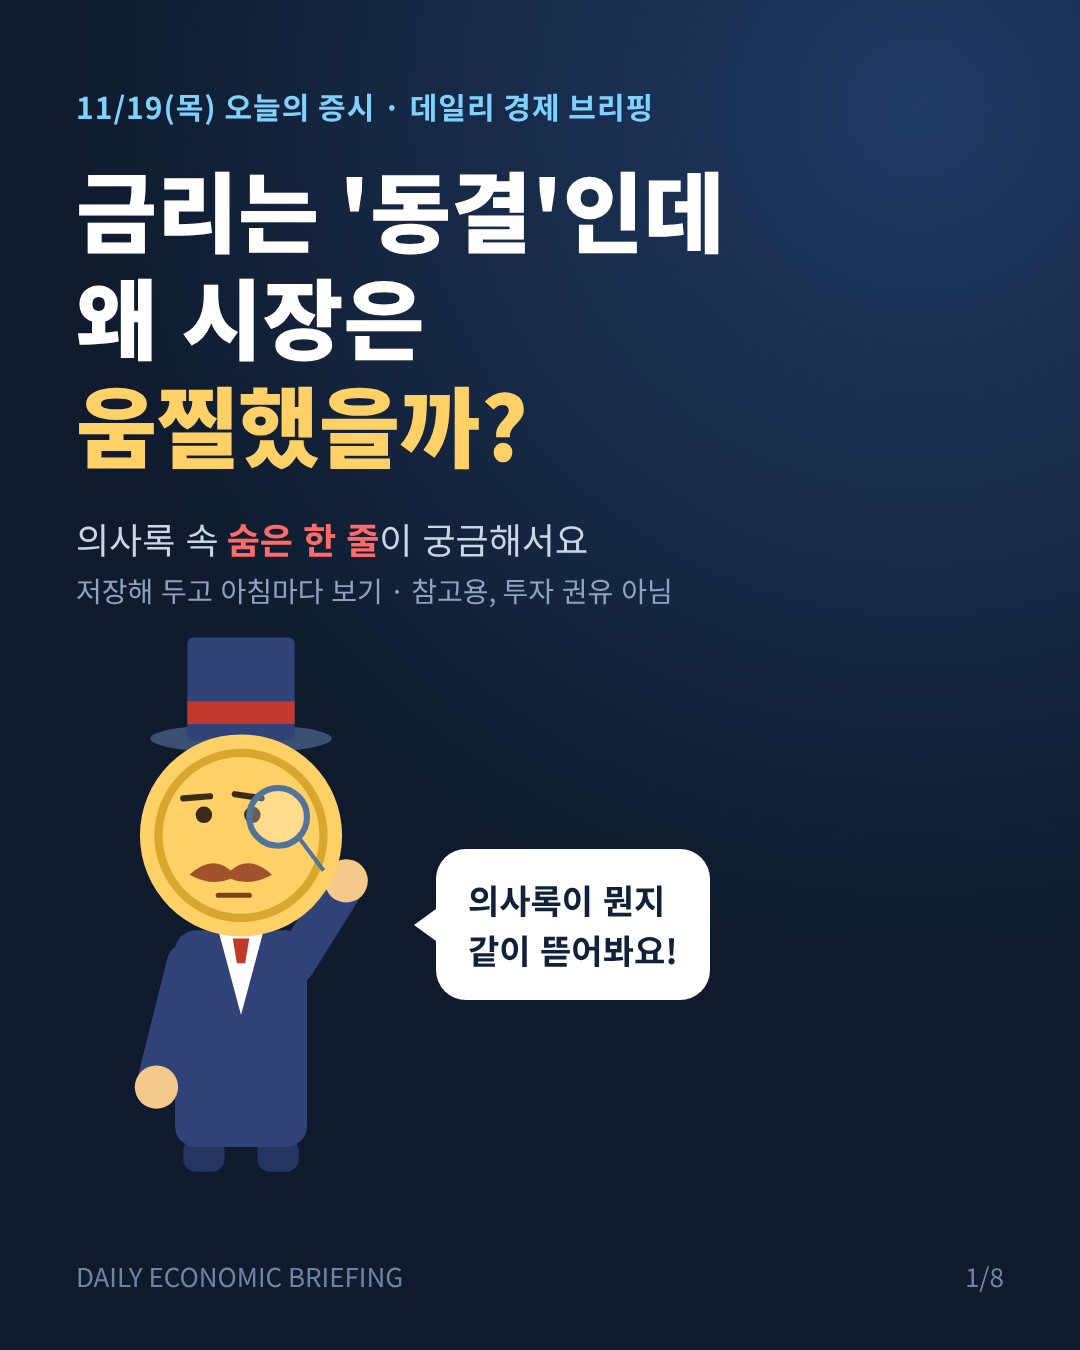 11/19(목) 오늘의 증시 · 데일리 경제 브리핑
금리는 '동결'인데
왜 시장은
움찔했을까?
의사록 속 숨은 한 줄이 궁금해서요
저장해 두고 아침마다 보기 · 참고용, 투자 권유 아님
의사록이 뭔지
같이 뜯어봐요!
DAILY ECONOMIC BRIEFING
1/8